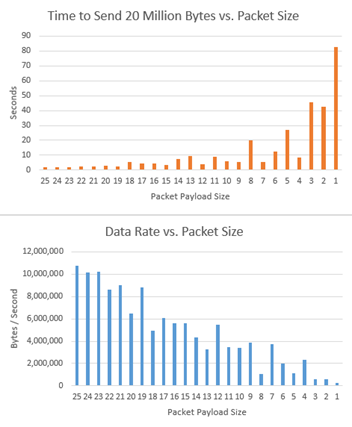 Time to Send 20 Million Bytes vs. Packet Size
90
80
70
60
50
40
30
20
10
0
Seconds
25 24 23 22 21 20 19 18 17 16 15 14 13 12 11 10 9 8 7 6 5 4 3 2 1
Packet Payload Size
Data Rate vs. Packet Size
12,000,000
10,000,000
8,000,000
6,000,000
4,000,000
2,000,000
0
Bytes / Second
25 24 23 22 21 20 19 18 17 16 15 14 13 12 11 10 9 8 7 6 5 4 3 2 1
Packet Payload Size